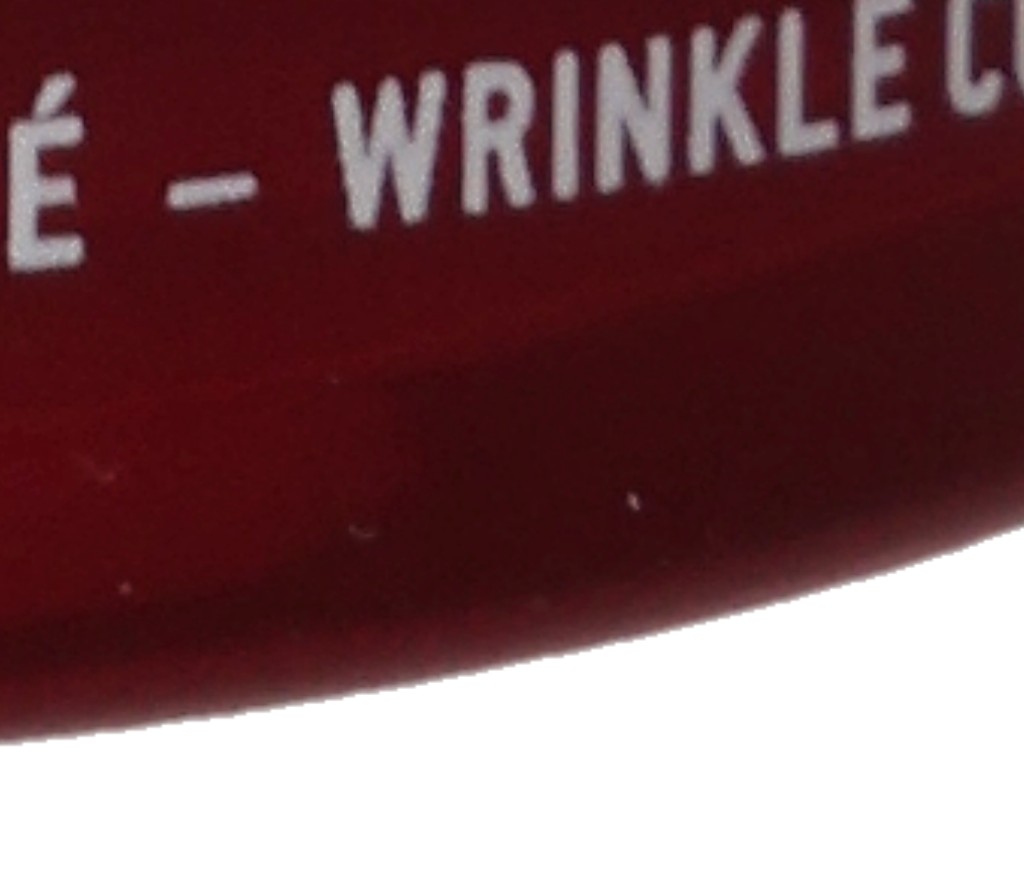 É – WRINKLE